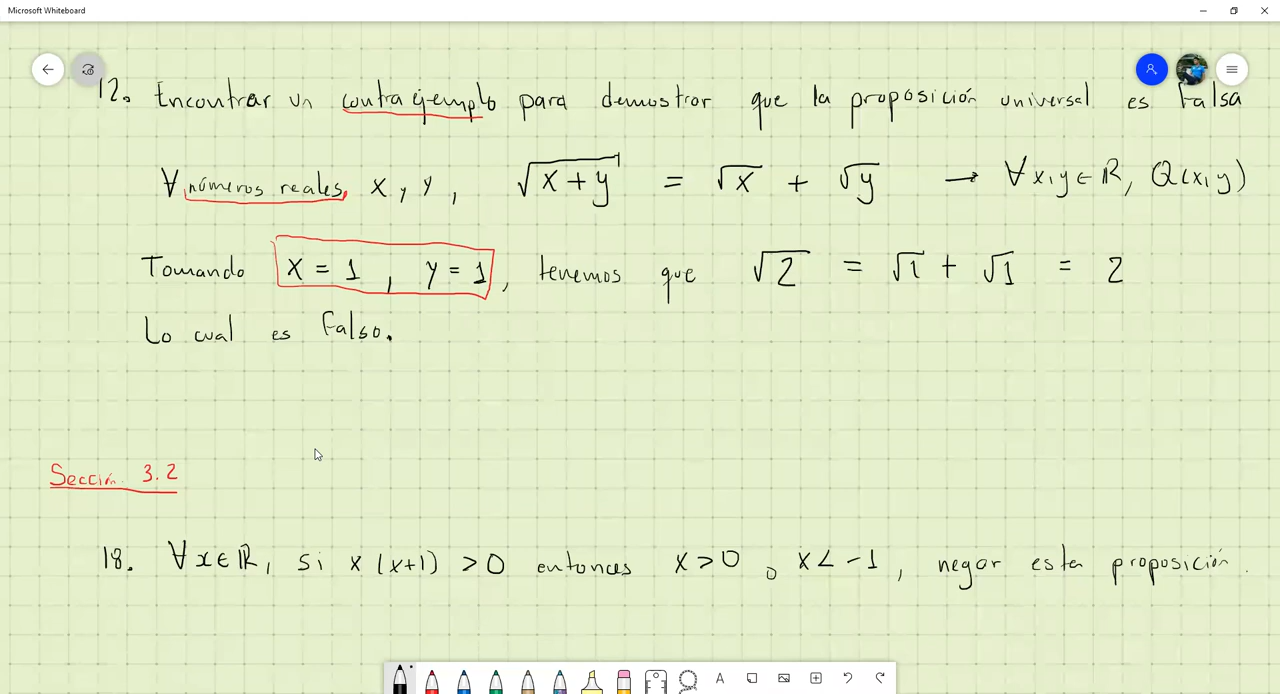 Microsoft Whiteboard
12. Encontrar un contraejemplo para demostrar que la proposición universal es falsa
∀ números reales x y y, √(x + y) = √x + √y → ∀ x,y ∈ ℝ, Q(x,y)
Tomando x = 1 , y = 1, tenemos que √2 = √1 + √1 = 2
Lo cual es falso.
Sección 3.2
18. ∀x∈ℝ, si x (x+1) > 0 entonces x > 0 o x < -1, negar esta proposición.
A